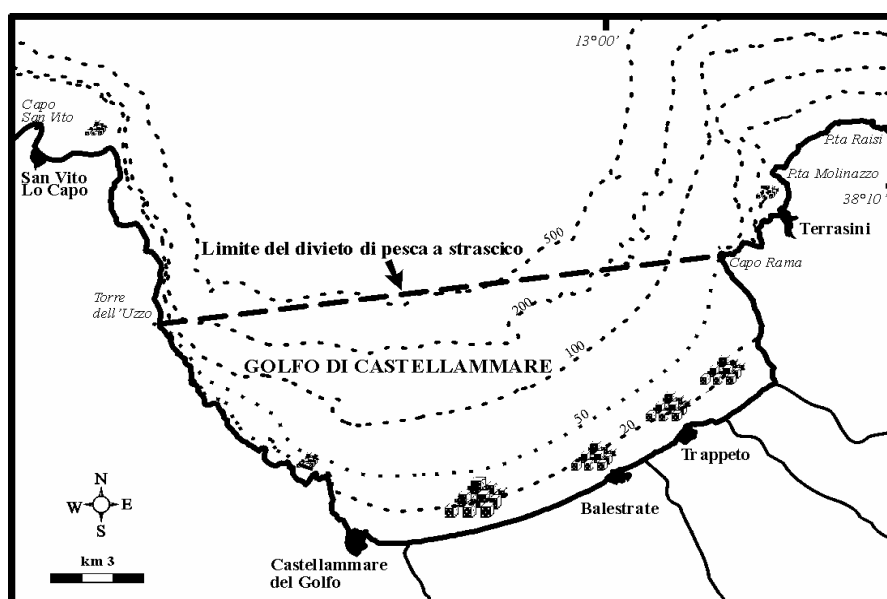 13°00'
Capo
San Vito
San Vito
Lo Capo
P.ta Raisi
P.ta Molinazzo
38°10'
Terrasini
500
Limite del divieto di pesca a strascico
Capo Rama
Torre
dell'Uzzo
200
100
GOLFO DI CASTELLAMMARE
50
20
Trappeto
N
W E
S
Balestrate
km 3
Castellammare
del Golfo